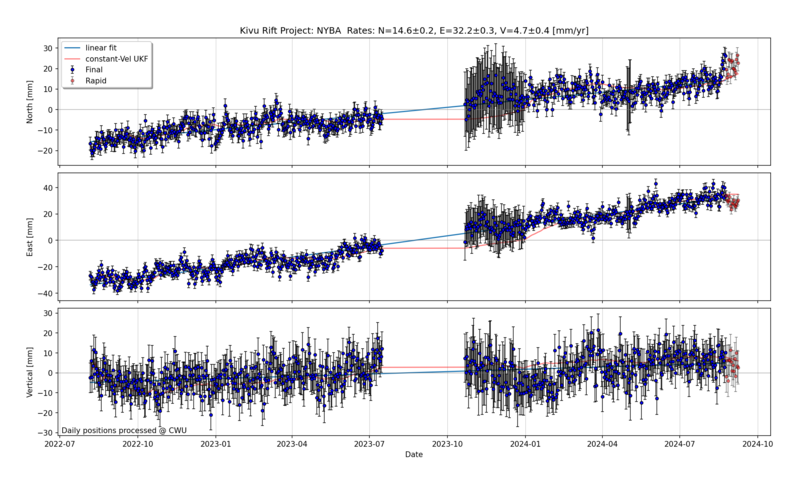 Kivu Rift Project: NYBA Rates: N=14.6±0.2, E=32.2±0.3, V=4.7±0.4 [mm/yr]
linear fit
constant-Vel UKF
Final
Rapid
North [mm]
30
20
10
0
−10
−20
East [mm]
40
20
0
−20
−40
Vertical [mm]
30
20
10
0
−10
−20
−30
Daily positions processed @ CWU
2022-07 2022-10 2023-01 2023-04 2023-07 2023-10 2024-01 2024-04 2024-07 2024-10
Date